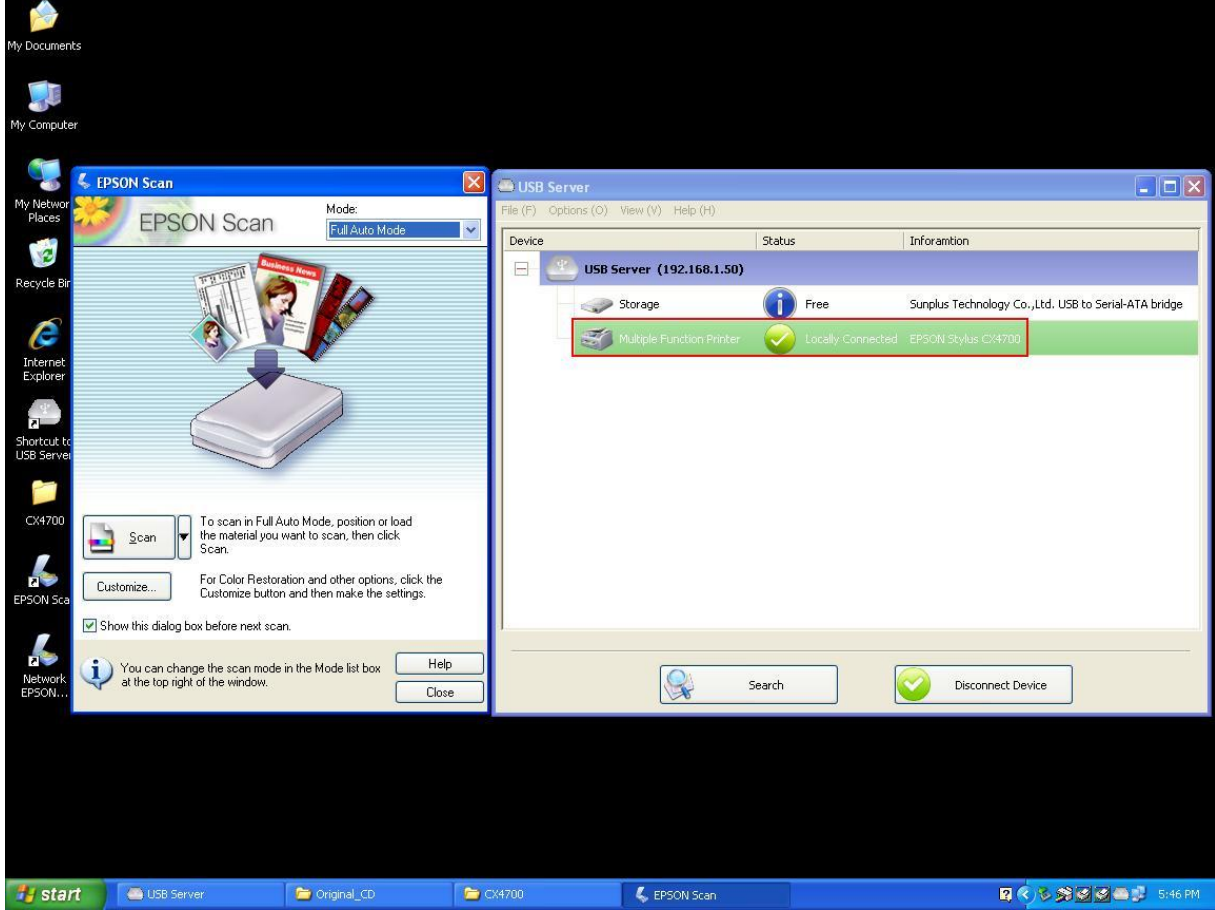 My Documents
My Computer
My Networ
Places
Recycle Bin
Internet
Explorer
Shortcut to
USB Server
CX4700
EPSON Sca
Network
EPSON...
EPSON Scan
EPSON Scan
Mode:
Full Auto Mode
Business News
Scan
To scan in Full Auto Mode, position or load
the material you want to scan, then click
Scan.
Customize...
For Color Restoration and other options, click the
Customize button and then make the settings.
Show this dialog box before next scan.
You can change the scan mode in the Mode list box
at the top right of the window.
Help
Close
USB Server
File (F) Options (O) View (V) Help (H)
Device Status Inforamtion
USB Server (192.168.1.50)
Storage Free Sunplus Technology Co.,Ltd. USB to Serial-ATA bridge
Multiple Function Printer Locally Connected EPSON Stylus CX4700
Search
Disconnect Device
start
USB Server
Original_CD
CX4700
EPSON Scan
5:46 PM